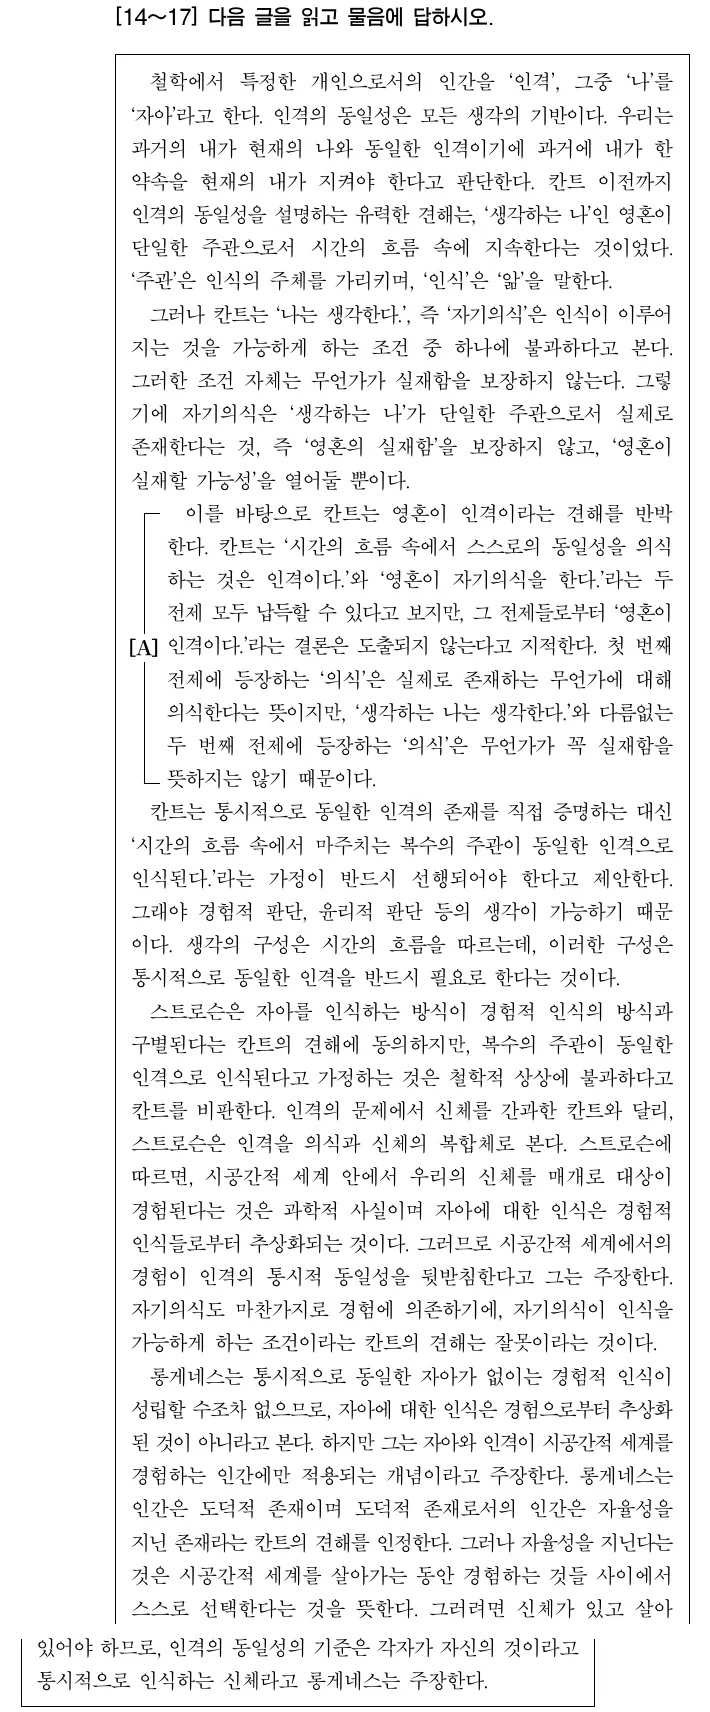 [14～17] 다음 글을 읽고 물음에 답하시오.
철학에서 특정한 개인으로서의 인간을 ‘인격’, 그중 ‘나’를
‘자아’라고 한다. 인격의 동일성은 모든 생각의 기반이다. 우리는
과거의 내가 현재의 나와 동일한 인격이기에 과거에 내가 한
약속을 현재의 내가 지켜야 한다고 판단한다. 칸트 이전까지
인격의 동일성을 설명하는 유력한 견해는, ‘생각하는 나’인 영혼이
단일한 주관으로서 시간의 흐름 속에 지속한다는 것이었다.
‘주관’은 인식의 주체를 가리키며, ‘인식’은 ‘앎’을 말한다.
그러나 칸트는 ‘나는 생각한다.’, 즉 ‘자기의식’은 인식이 이루어
지는 것을 가능하게 하는 조건 중 하나에 불과하다고 본다.
그러한 조건 자체는 무언가가 실재함을 보장하지 않는다. 그렇
기에 자기의식은 ‘생각하는 나’가 단일한 주관으로서 실제로
존재한다는 것, 즉 ‘영혼의 실재함’을 보장하지 않고, ‘영혼이
실재할 가능성’을 열어둘 뿐이다.
이를 바탕으로 칸트는 영혼이 인격이라는 견해를 반박
한다. 칸트는 ‘시간의 흐름 속에서 스스로의 동일성을 의식
하는 것은 인격이다.’와 ‘영혼이 자기의식을 한다.’라는 두
전제 모두 납득할 수 있다고 보지만, 그 전제들로부터 ‘영혼이
[A] 인격이다.’라는 결론은 도출되지 않는다고 지적한다. 첫 번째
전제에 등장하는 ‘의식’은 실제로 존재하는 무언가에 대해
의식한다는 뜻이지만, ‘생각하는 나는 생각한다.’와 다름없는
두 번째 전제에 등장하는 ‘의식’은 무언가가 꼭 실재함을
뜻하지는 않기 때문이다.
칸트는 통시적으로 동일한 인격의 존재를 직접 증명하는 대신
‘시간의 흐름 속에서 마주치는 복수의 주관이 동일한 인격으로
인식된다.’라는 가정이 반드시 선행되어야 한다고 제안한다.
그래야 경험적 판단, 윤리적 판단 등의 생각이 가능하기 때문
이다. 생각의 구성은 시간의 흐름을 따르는데, 이러한 구성은
통시적으로 동일한 인격을 반드시 필요로 한다는 것이다.
스트로슨은 자아를 인식하는 방식이 경험적 인식의 방식과
구별된다는 칸트의 견해에 동의하지만, 복수의 주관이 동일한
인격으로 인식된다고 가정하는 것은 철학적 상상에 불과하다고
칸트를 비판한다. 인격의 문제에서 신체를 간과한 칸트와 달리,
스트로슨은 인격을 의식과 신체의 복합체로 본다. 스트로슨에
따르면, 시공간적 세계 안에서 우리의 신체를 매개로 대상이
경험된다는 것은 과학적 사실이며 자아에 대한 인식은 경험적
인식들로부터 추상화되는 것이다. 그러므로 시공간적 세계에서의
경험이 인격의 통시적 동일성을 뒷받침한다고 그는 주장한다.
자기의식도 마찬가지로 경험에 의존하기에, 자기의식이 인식을
가능하게 하는 조건이라는 칸트의 견해는 잘못이라는 것이다.
롱게네스는 통시적으로 동일한 자아가 없이는 경험적 인식이
성립할 수조차 없으므로, 자아에 대한 인식은 경험으로부터 추상화
된 것이 아니라고 본다. 하지만 그는 자아와 인격이 시공간적 세계를
경험하는 인간에만 적용되는 개념이라고 주장한다. 롱게네스는
인간은 도덕적 존재이며 도덕적 존재로서의 인간은 자율성을
지닌 존재라는 칸트의 견해를 인정한다. 그러나 자율성을 지닌다는
것은 시공간적 세계를 살아가는 동안 경험하는 것들 사이에서
스스로 선택한다는 것을 뜻한다. 그러려면 신체가 있고 살아
있어야 하므로, 인격의 동일성의 기준은 각자가 자신의 것이라고
통시적으로 인식하는 신체라고 롱게네스는 주장한다.